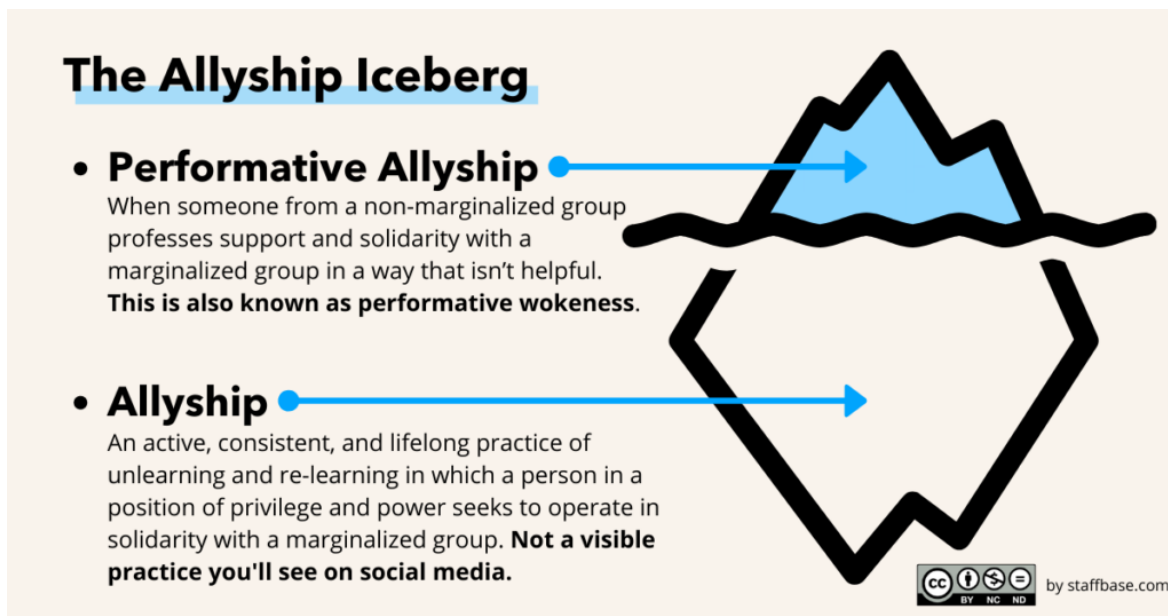 The Allyship Iceberg
• Performative Allyship
When someone from a non-marginalized group
professes support and solidarity with a
marginalized group in a way that isn’t helpful.
This is also known as performative wokeness.
• Allyship
An active, consistent, and lifelong practice of
unlearning and re-learning in which a person in a
position of privilege and power seeks to operate in
solidarity with a marginalized group. Not a visible
practice you'll see on social media.
cc
BY NC ND
by staffbase.com